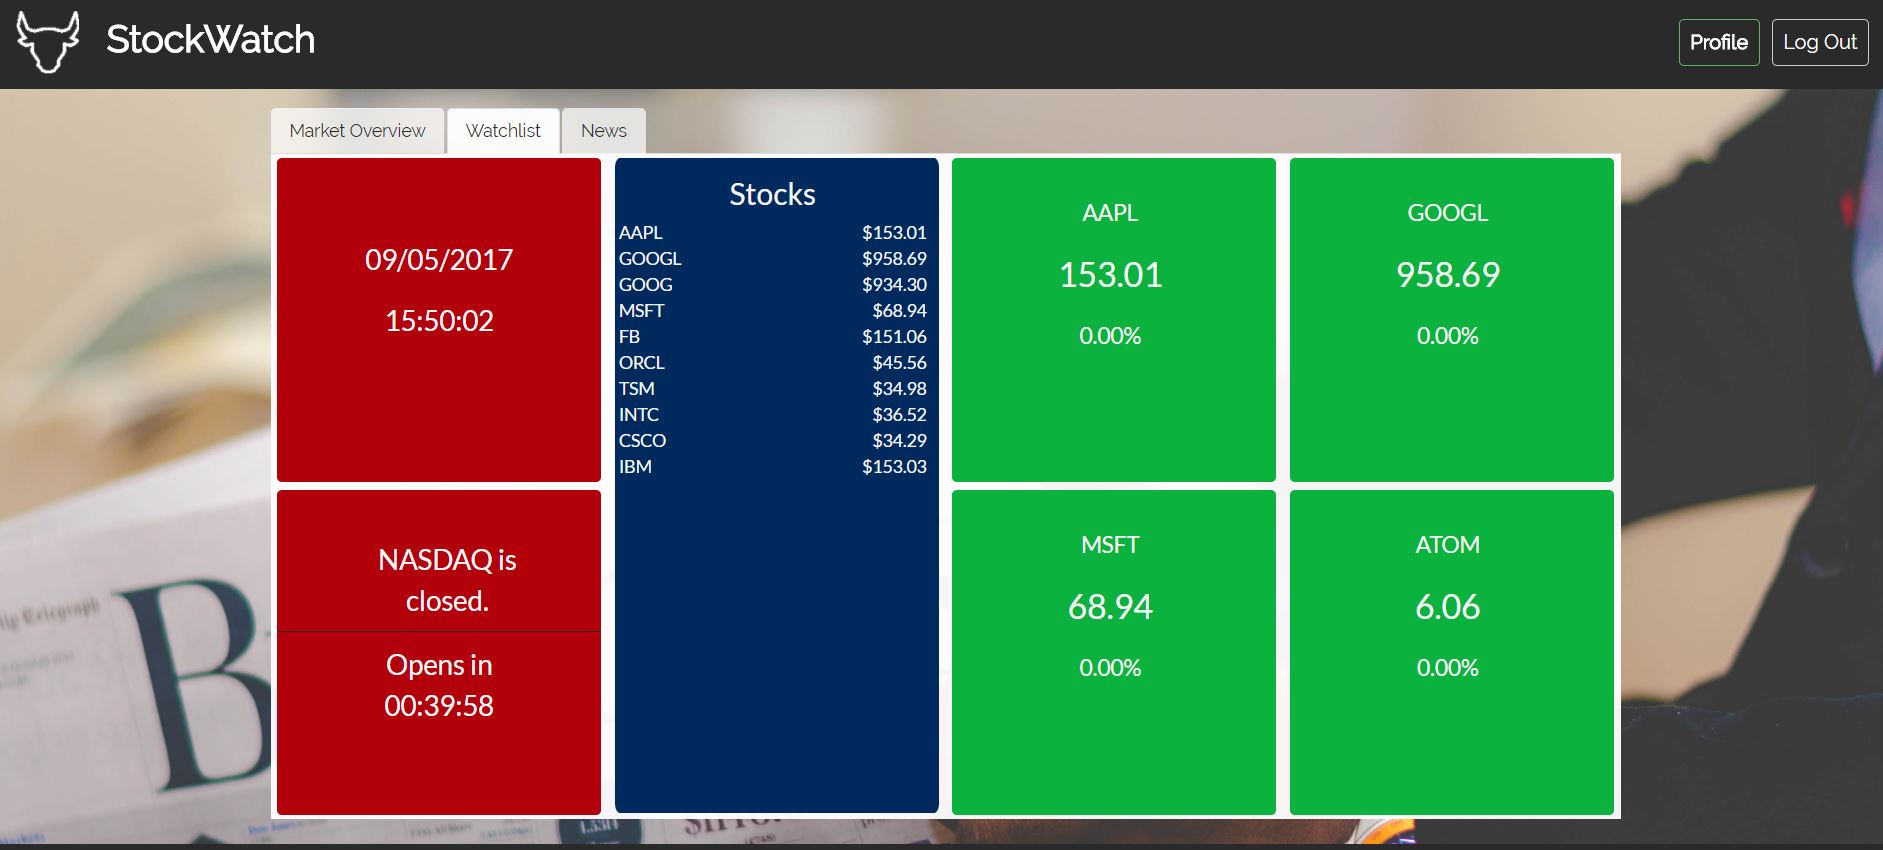 StockWatch
Profile
Log Out
Market Overview
Watchlist
News
09/05/2017
15:50:02
NASDAQ is
closed.
Opens in
00:39:58
Stocks
AAPL $153.01
GOOGL $958.69
GOOG $934.30
MSFT $68.94
FB $151.06
ORCL $45.56
TSM $34.98
INTC $36.52
CSCO $34.29
IBM $153.03
AAPL
153.01
0.00%
GOOGL
958.69
0.00%
MSFT
68.94
0.00%
ATOM
6.06
0.00%
Telegraph
B